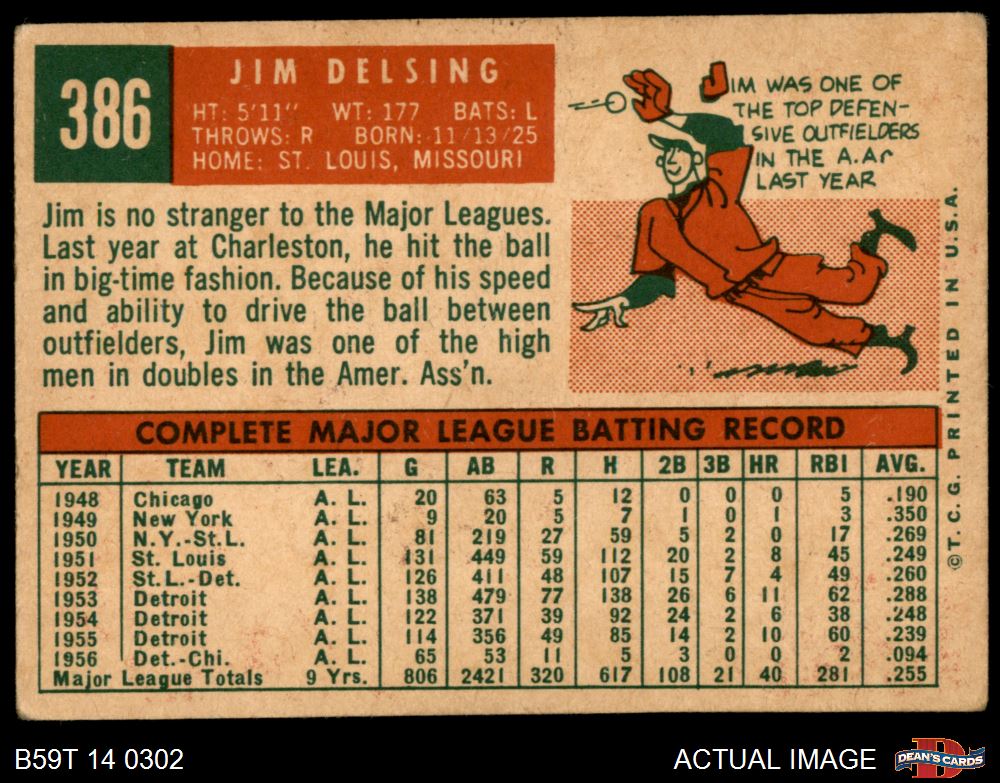 386
JIM DELSING
HT: 5'11" WT: 177 BATS: L
THROWS: R BORN: 11/13/25
HOME: ST. LOUIS, MISSOURI
JIM WAS ONE OF
THE TOP DEFEN-
SIVE OUTFIELDERS
IN THE A.A.
LAST YEAR
Jim is no stranger to the Major Leagues.
Last year at Charleston, he hit the ball
in big-time fashion. Because of his speed
and ability to drive the ball between
outfielders, Jim was one of the high
men in doubles in the Amer. Ass'n.
COMPLETE MAJOR LEAGUE BATTING RECORD
YEAR TEAM LEA. G AB R H 2B 3B HR RBI AVG.
1948 Chicago A. L. 20 63 5 12 0 0 0 5 .190
1949 New York A. L. 9 20 5 7 1 0 1 3 .350
1950 N.Y.-St.L. A. L. 81 219 27 59 5 2 0 17 .269
1951 St. Louis A. L. 131 449 59 112 20 2 8 45 .249
1952 St.L.-Det. A. L. 126 411 48 107 15 7 4 49 .260
1953 Detroit A. L. 138 479 77 138 26 6 11 62 .288
1954 Detroit A. L. 122 371 39 92 24 2 6 38 .248
1955 Detroit A. L. 114 356 49 85 14 2 10 60 .239
1956 Det.-Chi. A. L. 65 53 11 5 3 0 0 2 .094
Major League Totals 9 Yrs. 806 2421 320 617 108 21 40 281 .255
©T.C.G. PRINTED IN U.S.A.
B59T 14 0302
ACTUAL IMAGE
D
DEAN'S CARDS